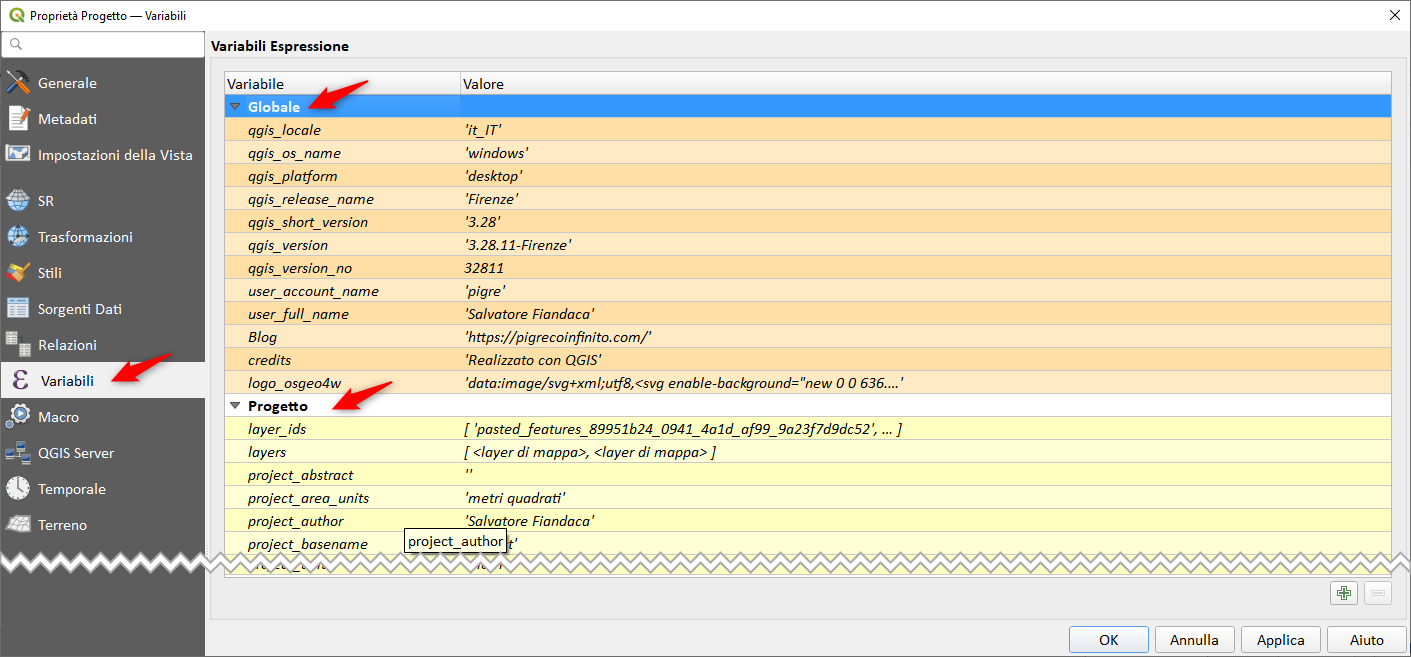 Proprietà Progetto — Variabili
Variabili Espressione
Generale
Metadati
Impostazioni della Vista
SR
Trasformazioni
Stili
Sorgenti Dati
Relazioni
Variabili
Macro
QGIS Server
Temporale
Terreno
Variabile Valore
Globale
qgis_locale 'it_IT'
qgis_os_name 'windows'
qgis_platform 'desktop'
qgis_release_name 'Firenze'
qgis_short_version '3.28'
qgis_version '3.28.11-Firenze'
qgis_version_no 32811
user_account_name 'pigre'
user_full_name 'Salvatore Fiandaca'
Blog 'https://pigrecoinfinito.com/'
credits 'Realizzato con QGIS'
logo_osgeo4w 'data:image/svg+xml;utf8,<svg enable-background="new 0 0 636....'
Progetto
layer_ids [ 'pasted_features_89951b24_0941_4a1d_af99_9a23f7d9dc52', … ]
layers [ <layer di mappa>, <layer di mappa> ]
project_abstract ''
project_area_units 'metri quadrati'
project_author 'Salvatore Fiandaca'
project_basename
project_author
OK Annulla Applica Aiuto